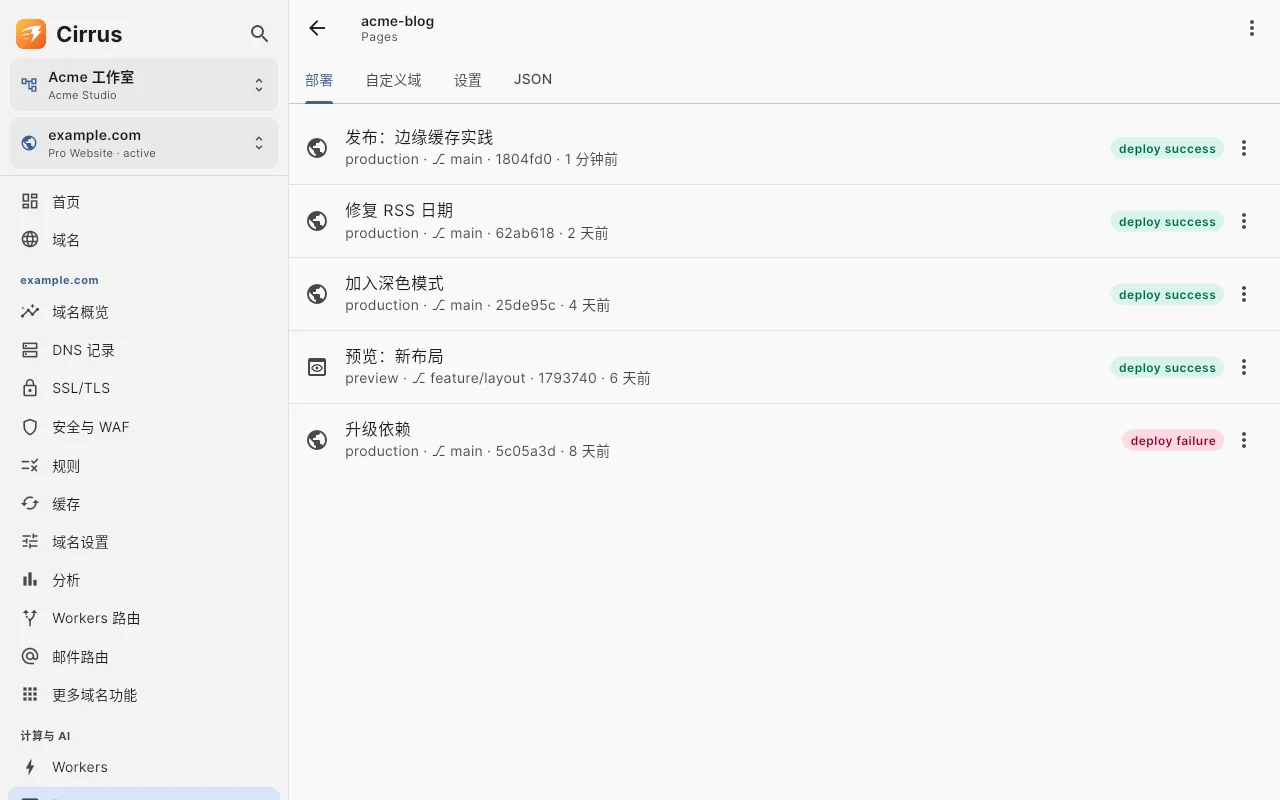 Cirrus
Acme 工作室
Acme Studio
example.com
Pro Website · active
首页
域名
example.com
域名概览
DNS 记录
SSL/TLS
安全与 WAF
规则
缓存
域名设置
分析
Workers 路由
邮件路由
更多域名功能
计算与 AI
Workers
acme-blog
Pages
部署
自定义域
设置
JSON
发布：边缘缓存实践
production · ⎇ main · 1804fd0 · 1 分钟前
deploy success
修复 RSS 日期
production · ⎇ main · 62ab618 · 2 天前
deploy success
加入深色模式
production · ⎇ main · 25de95c · 4 天前
deploy success
预览：新布局
preview · ⎇ feature/layout · 1793740 · 6 天前
deploy success
升级依赖
production · ⎇ main · 5c05a3d · 8 天前
deploy failure